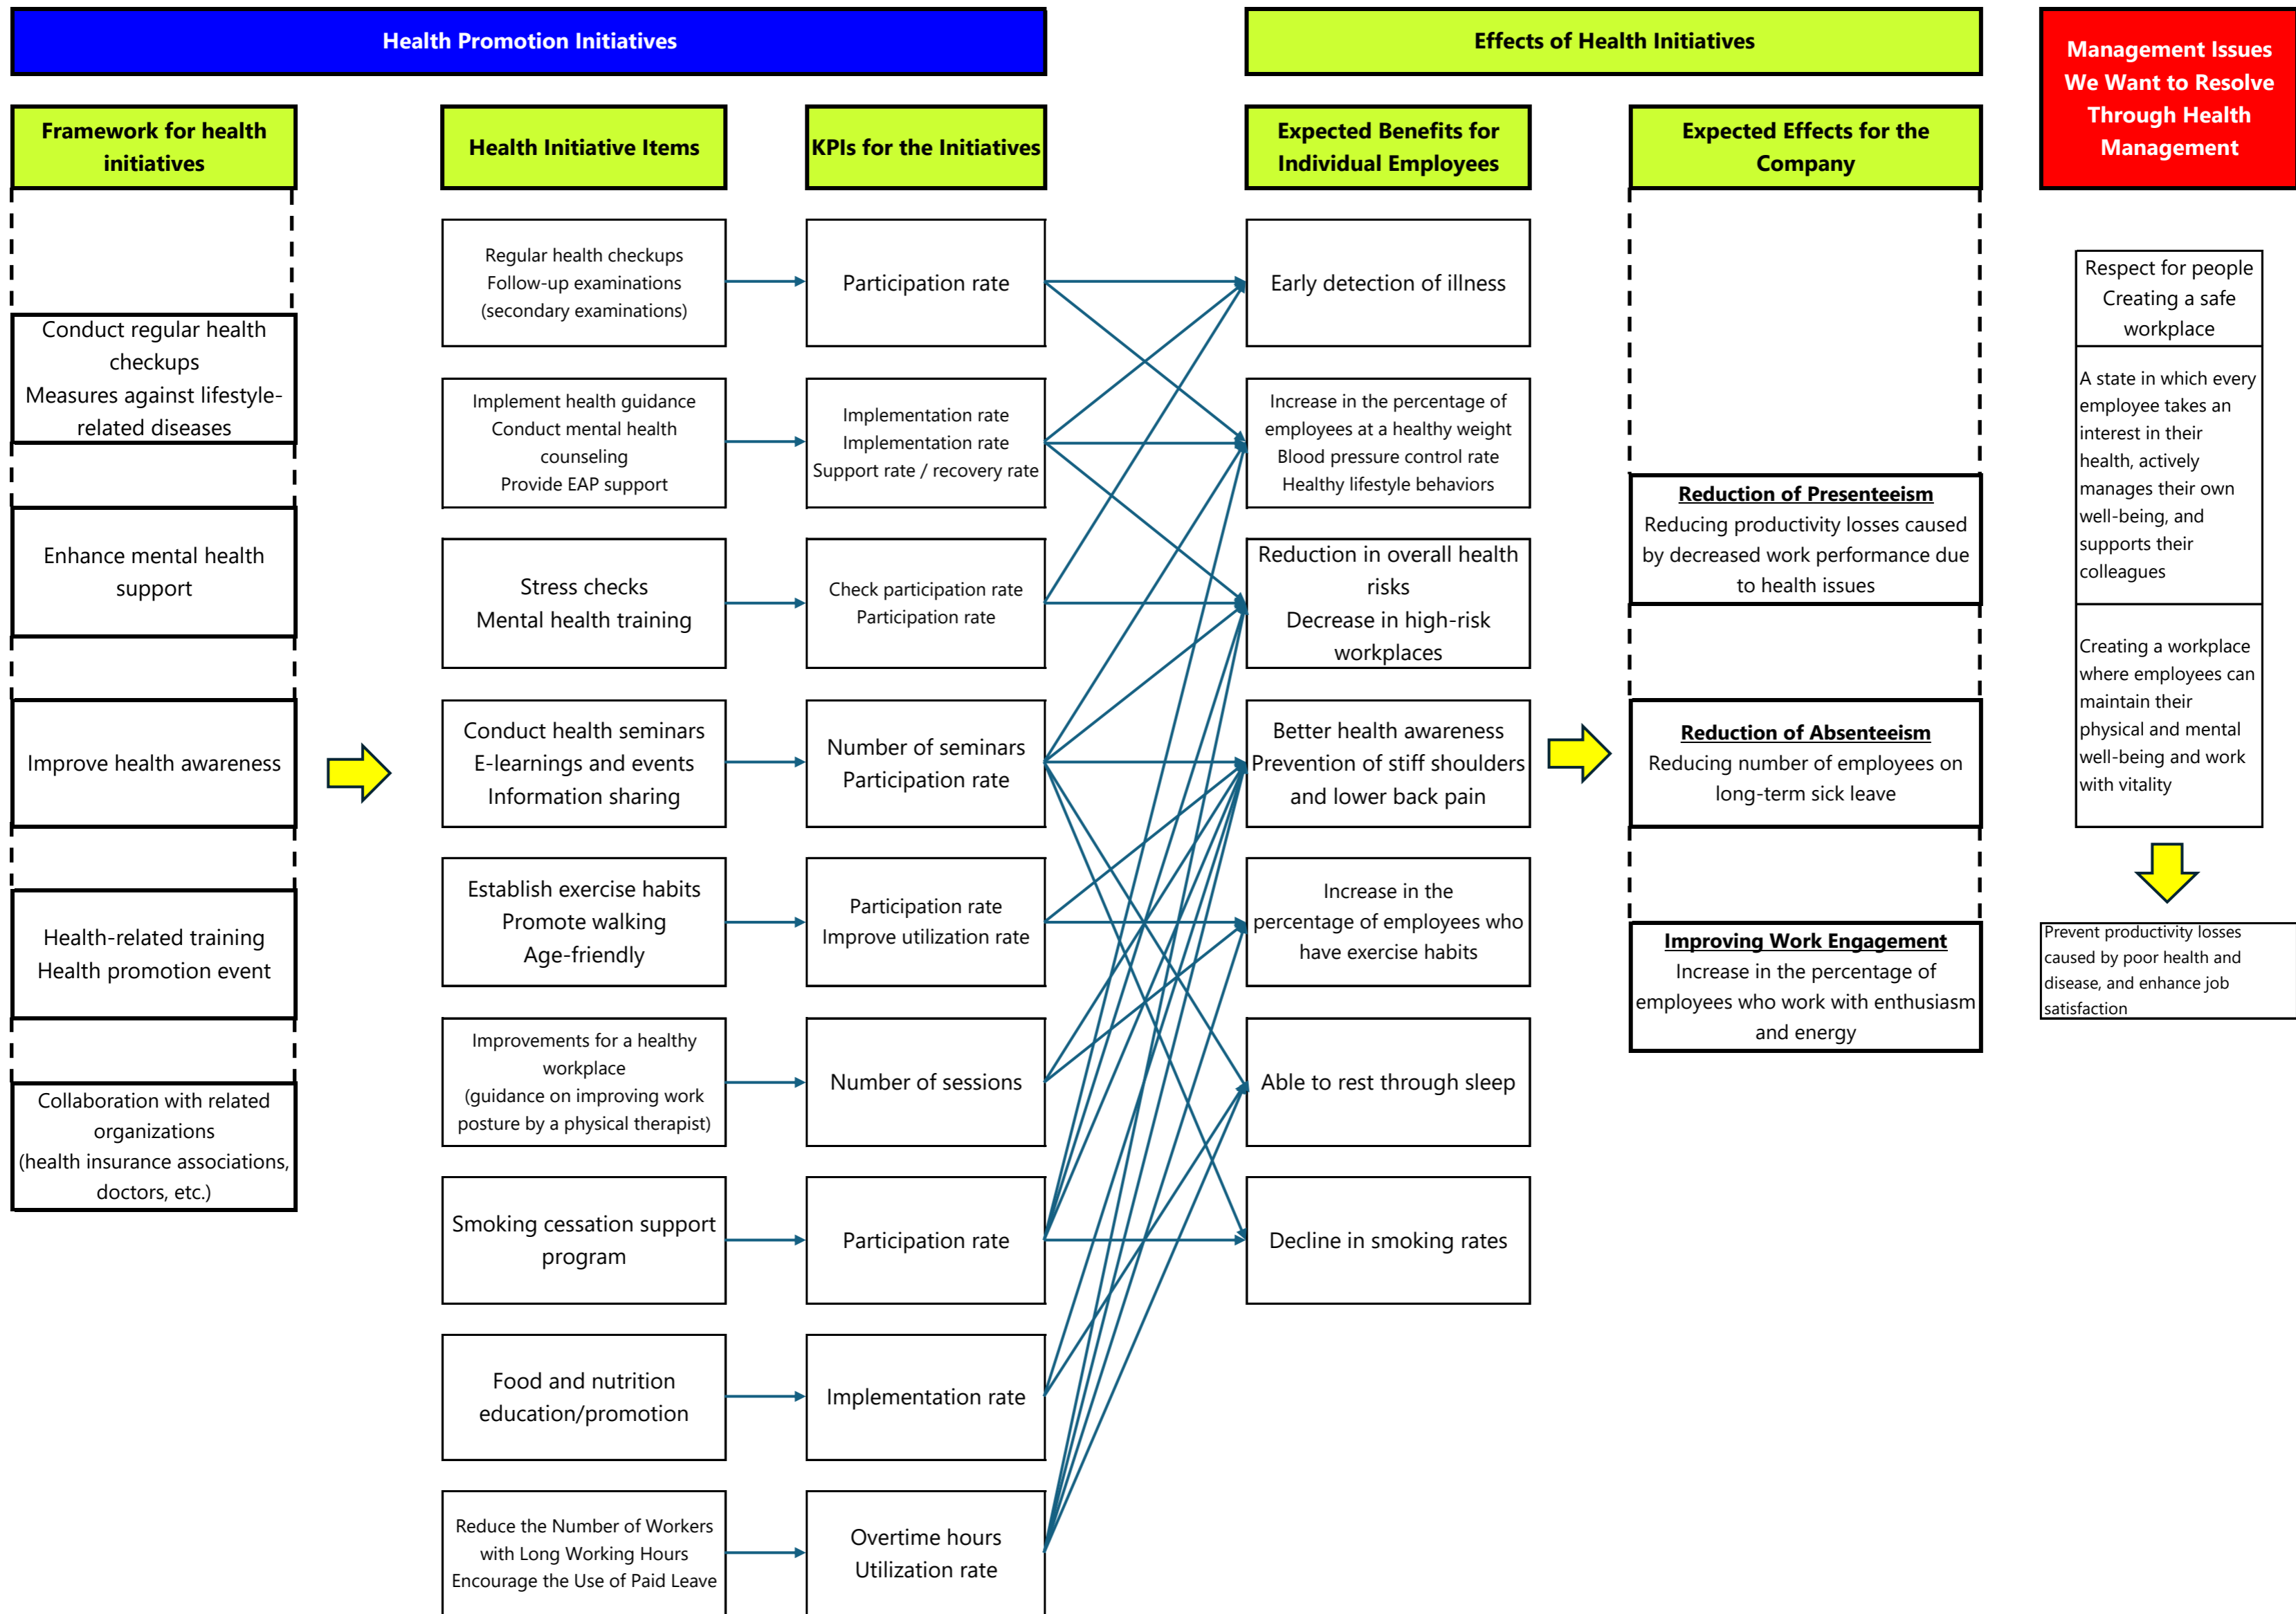 Health Promotion Initiatives
Effects of Health Initiatives
Management Issues
We Want to Resolve
Through Health
Management
Framework for health
initiatives
Health Initiative Items
KPIs for the Initiatives
Expected Benefits for
Individual Employees
Expected Effects for the
Company
Conduct regular health
checkups
Measures against lifestyle-
related diseases
Enhance mental health
support
Improve health awareness
Health-related training
Health promotion event
Collaboration with related
organizations
(health insurance associations,
doctors, etc.)
Regular health checkups
Follow-up examinations
(secondary examinations)
Implement health guidance
Conduct mental health
counseling
Provide EAP support
Stress checks
Mental health training
Conduct health seminars
E-learnings and events
Information sharing
Establish exercise habits
Promote walking
Age-friendly
Improvements for a healthy
workplace
(guidance on improving work
posture by a physical therapist)
Smoking cessation support
program
Food and nutrition
education/promotion
Reduce the Number of Workers
with Long Working Hours
Encourage the Use of Paid Leave
Participation rate
Implementation rate
Implementation rate
Support rate / recovery rate
Check participation rate
Participation rate
Number of seminars
Participation rate
Participation rate
Improve utilization rate
Number of sessions
Participation rate
Implementation rate
Overtime hours
Utilization rate
Early detection of illness
Increase in the percentage of
employees at a healthy weight
Blood pressure control rate
Healthy lifestyle behaviors
Reduction in overall health
risks
Decrease in high-risk
workplaces
Better health awareness
Prevention of stiff shoulders
and lower back pain
Increase in the
percentage of employees who
have exercise habits
Able to rest through sleep
Decline in smoking rates
Reduction of Presenteeism
Reducing productivity losses caused
by decreased work performance due
to health issues
Reduction of Absenteeism
Reducing number of employees on
long-term sick leave
Improving Work Engagement
Increase in the percentage of
employees who work with enthusiasm
and energy
Respect for people
Creating a safe
workplace
A state in which every
employee takes an
interest in their
health, actively
manages their own
well-being, and
supports their
colleagues
Creating a workplace
where employees can
maintain their
physical and mental
well-being and work
with vitality
Prevent productivity losses
caused by poor health and
disease, and enhance job
satisfaction